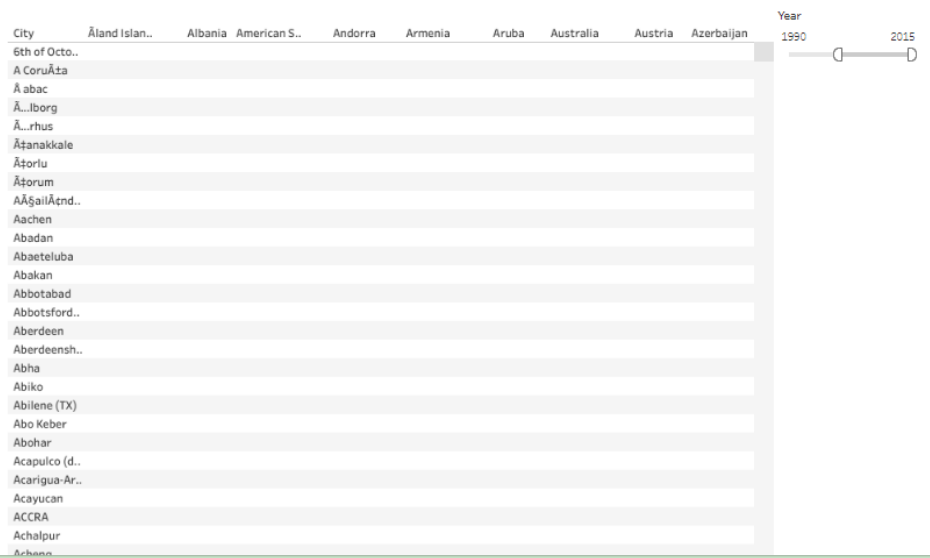 Year
1990 2015
City Åland Islan.. Albania American S.. Andorra Armenia Aruba Australia Austria Azerbaijan
6th of Octo..
A CoruÃ±a
Å abac
Ã…lborg
Ã…rhus
Ã‡anakkale
Ã‡orlu
Ã‡orum
AÃ§ailÃ¢nd..
Aachen
Abadan
Abaeteluba
Abakan
Abbotabad
Abbotsford..
Aberdeen
Aberdeensh..
Abha
Abiko
Abilene (TX)
Abo Keber
Abohar
Acapulco (d..
Acarigua-Ar..
Acayucan
ACCRA
Achalpur
Acheng